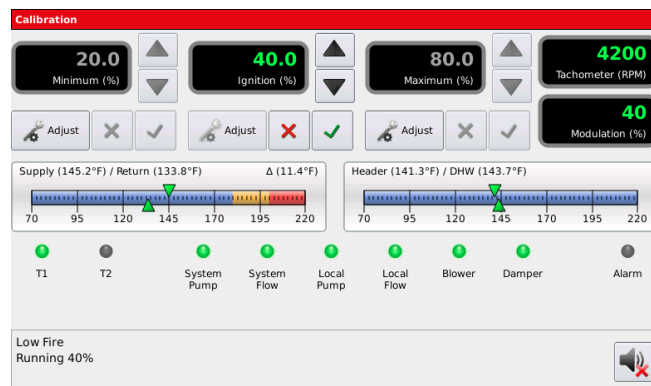 Calibration
20.0
Minimum (%)
40.0
Ignition (%)
80.0
Maximum (%)
4200
Tachometer (RPM)
40
Modulation (%)
Adjust
Adjust
Adjust
Supply (145.2°F) / Return (133.8°F) Δ (11.4°F)
70 95 120 145 170 195 220
Header (141.3°F) / DHW (143.7°F)
70 95 120 145 170 195 220
T1
T2
System
Pump
System
Flow
Local
Pump
Local
Flow
Blower
Damper
Alarm
Low Fire
Running 40%